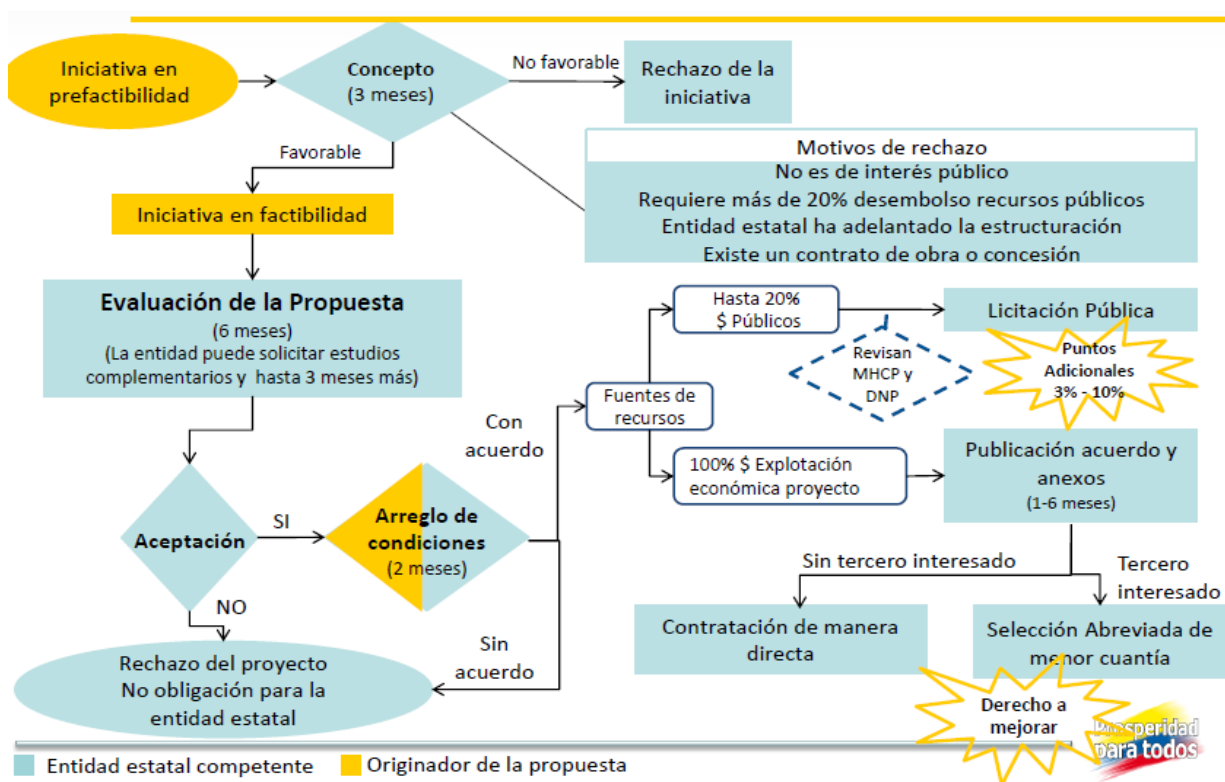 Iniciativa en
prefactibilidad
Concepto
(3 meses)
No favorable
Rechazo de la
iniciativa
Favorable
Motivos de rechazo
No es de interés público
Requiere más de 20% desembolso recursos públicos
Entidad estatal ha adelantado la estructuración
Existe un contrato de obra o concesión
Iniciativa en factibilidad
Evaluación de la Propuesta
(6 meses)
(La entidad puede solicitar estudios
complementarios y hasta 3 meses más)
Hasta 20%
$ Públicos
Licitación Pública
Revisan
MHCP y
DNP
Puntos
Adicionales
3% - 10%
Fuentes de
recursos
Con
acuerdo
100% $ Explotación
económica proyecto
Publicación acuerdo y
anexos
(1-6 meses)
Aceptación
SI
Arreglo de
condiciones
(2 meses)
Sin tercero interesado
Tercero
interesado
NO
Sin
acuerdo
Rechazo del proyecto
No obligación para la
entidad estatal
Contratación de manera
directa
Selección Abreviada de
menor cuantía
Derecho a
mejorar
Prosperidad
para todos
Entidad estatal competente
Originador de la propuesta